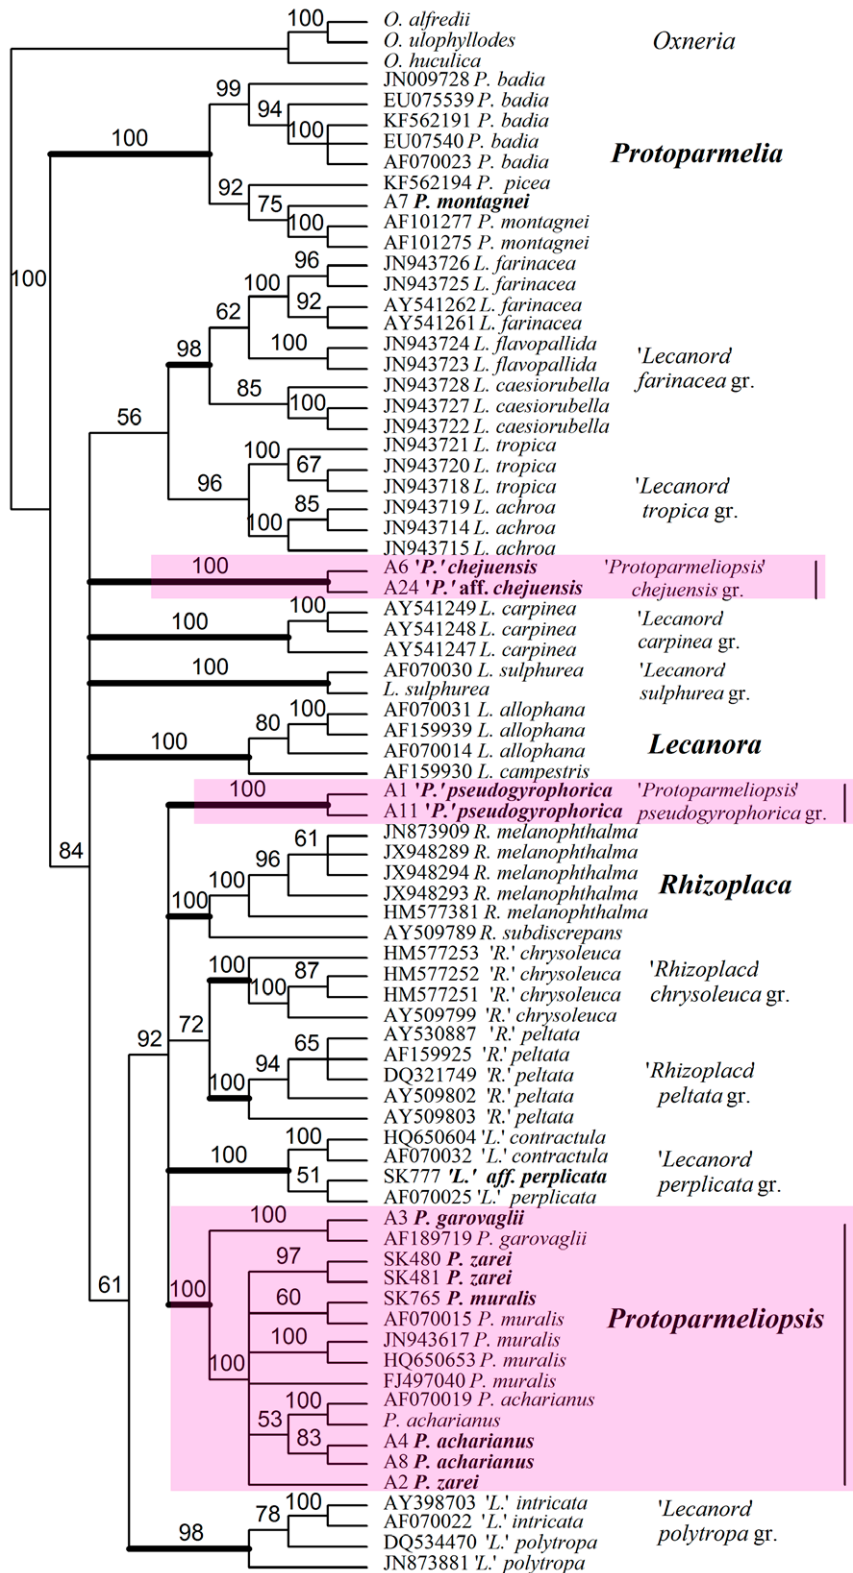 100
O. alfredii
O. ulophyllodes
Oxneria
O. huculica
JN009728 P. badia
99
EU075539 P. badia
94
KF562191 P. badia
100
EU07540 P. badia
100
Protoparmelia
AF070023 P. badia
KF562194 P. picea
92
A7 P. montagnei
75
AF101277 P. montagnei
100
AF101275 P. montagnei
96
JN943726 L. farinacea
100
JN943725 L. farinacea
100
AY541262 L. farinacea
62
92
AY541261 L. farinacea
JN943724 L. flavopallida
100
'Lecanord
98
JN943723 L. flavopallida
farinacea gr.
JN943728 L. caesiorubella
85
JN943727 L. caesiorubella
100
56
JN943722 L. caesiorubella
JN943721 L. tropica
100
JN943720 L. tropica
67
96
JN943718 L. tropica
'Lecanord
85
JN943719 L. achroa
tropica gr.
100
JN943714 L. achroa
JN943715 L. achroa
100
A6 'P.' chejuensis
'Protoparmeliopsis'
A24 'P.' aff. chejuensis
chejuensis gr.
100
AY541249 L. carpinea
'Lecanord
100
AY541248 L. carpinea
carpinea gr.
AY541247 L. carpinea
100
AF070030 L. sulphurea
'Lecanord
L. sulphurea
sulphurea gr.
100
AF070031 L. allophana
80
AF159939 L. allophana
100
AF070014 L. allophana
Lecanora
AF159930 L. campestris
100
A1 'P.' pseudogyrophorica
'Protoparmeliopsis'
A11 'P.' pseudogyrophorica
pseudogyrophorica gr.
61
JN873909 R. melanophthalma
84
96
JX948289 R. melanophthalma
100
JX948294 R. melanophthalma
Rhizoplaca
100
JX948293 R. melanophthalma
HM577381 R. melanophthalma
AY509789 R. subdiscrepans
HM577253 'R.' chrysoleuca
100
87
HM577252 'R.' chrysoleuca
'Rhizoplacd
100
HM577251 'R.' chrysoleuca
chrysoleuca gr.
AY509799 'R.' chrysoleuca
92
72
65
AY530887 'R.' peltata
94
AF159925 'R.' peltata
'Rhizoplacd
100
DQ321749 'R.' peltata
peltata gr.
AY509802 'R.' peltata
AY509803 'R.' peltata
100
HQ650604 'L.' contractula
100
AF070032 'L.' contractula
'Lecanord
51
SK777 'L.' aff. perplicata
perplicata gr.
AF070025 'L.' perplicata
100
A3 P. garovaglii
AF189719 P. garovaglii
97
SK480 P. zarei
61
100
SK481 P. zarei
60
SK765 P. muralis
Protoparmeliopsis
AF070015 P. muralis
100
JN943617 P. muralis
100
HQ650653 P. muralis
FJ497040 P. muralis
100
AF070019 P. acharianus
53
P. acharianus
83
A4 P. acharianus
A8 P. acharianus
A2 P. zarei
100
AY398703 'L.' intricata
'Lecanord
78
AF070022 'L.' intricata
polytropa gr.
98
DQ534470 'L.' polytropa
JN873881 'L.' polytropa